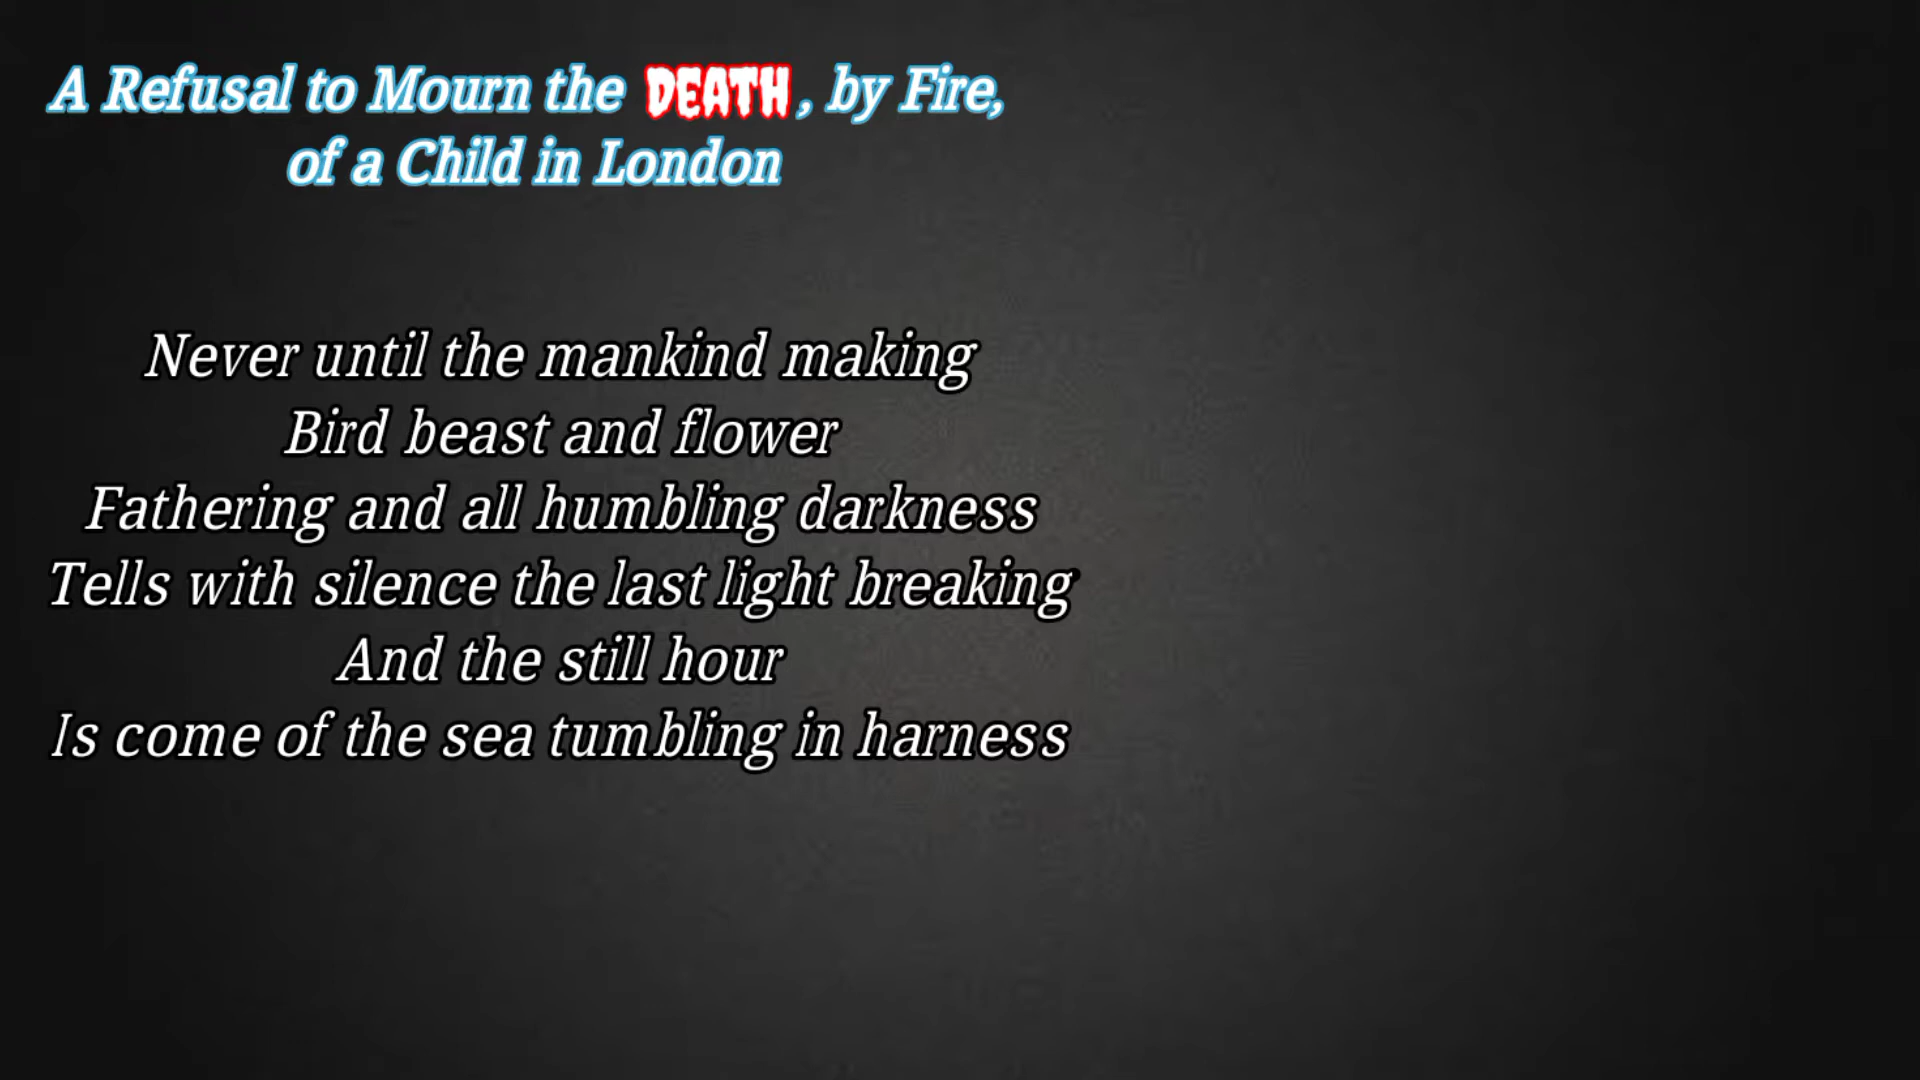 A Refusal to Mourn the DEATH, by Fire,
of a Child in London
Never until the mankind making
Bird beast and flower
Fathering and all humbling darkness
Tells with silence the last light breaking
And the still hour
Is come of the sea tumbling in harness